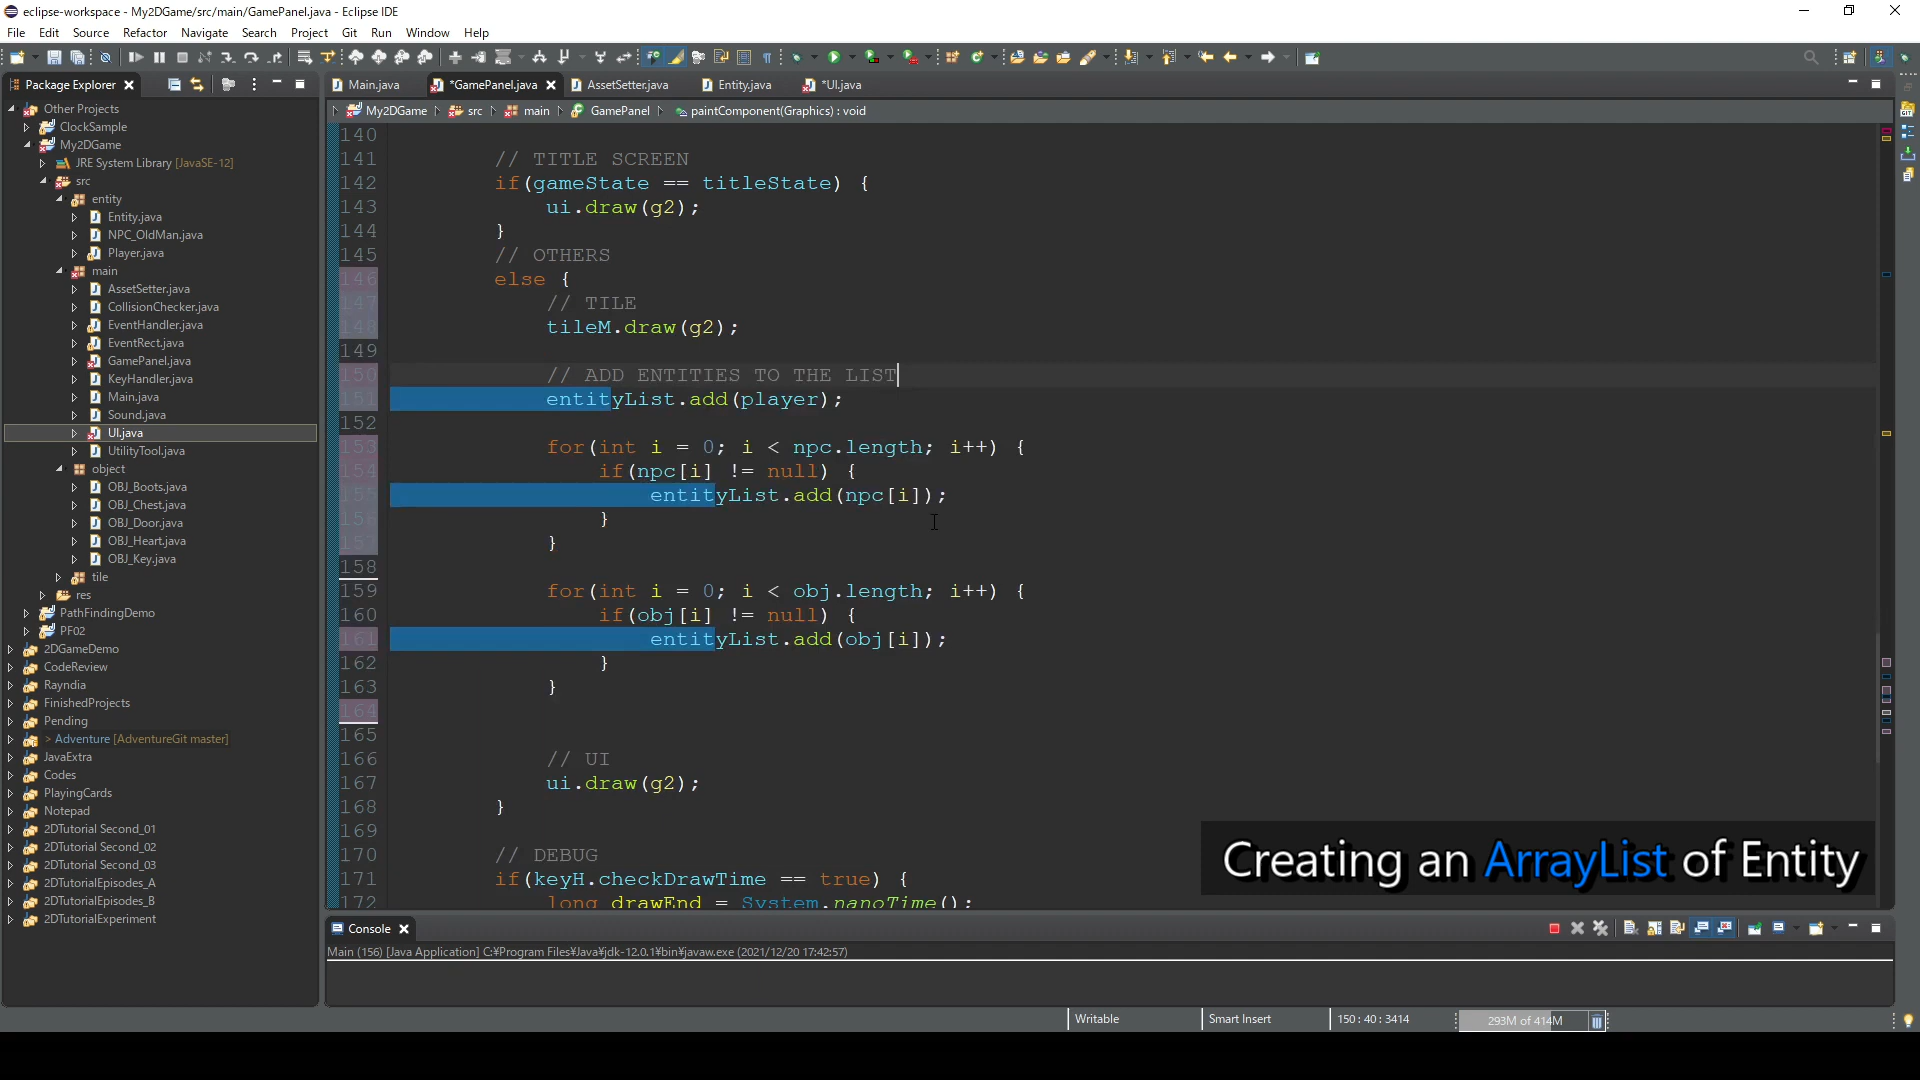 eclipse-workspace - My2DGame/src/main/GamePanel.java - Eclipse IDE
File Edit Source Refactor Navigate Search Project Git Run Window Help
Package Explorer
Main.java *GamePanel.java AssetSetter.java Entity.java *UI.java
My2DGame src main GamePanel paintComponent(Graphics) : void
Other Projects
ClockSample
My2DGame
JRE System Library [JavaSE-12]
src
entity
Entity.java
NPC_OldMan.java
Player.java
main
AssetSetter.java
CollisionChecker.java
EventHandler.java
EventRect.java
GamePanel.java
KeyHandler.java
Main.java
Sound.java
UI.java
UtilityTool.java
object
OBJ_Boots.java
OBJ_Chest.java
OBJ_Door.java
OBJ_Heart.java
OBJ_Key.java
tile
res
PathFindingDemo
PF02
2DGameDemo
CodeReview
Rayndia
FinishedProjects
Pending
> Adventure [AdventureGit master]
JavaExtra
Codes
PlayingCards
Notepad
2DTutorial Second_01
2DTutorial Second_02
2DTutorial Second_03
2DTutorialEpisodes_A
2DTutorialEpisodes_B
2DTutorialExperiment
140
141 // TITLE SCREEN
142 if(gameState == titleState) {
143 ui.draw(g2);
144 }
145 // OTHERS
146 else {
147 // TILE
148 tileM.draw(g2);
149
150 // ADD ENTITIES TO THE LIST
151 entityList.add(player);
152
153 for(int i = 0; i < npc.length; i++) {
154 if(npc[i] != null) {
155 entityList.add(npc[i]);
156 }
157 }
158
159 for(int i = 0; i < obj.length; i++) {
160 if(obj[i] != null) {
161 entityList.add(obj[i]);
162 }
163 }
164
165
166 // UI
167 ui.draw(g2);
168 }
169
170 // DEBUG
171 if(keyH.checkDrawTime == true) {
172 long drawEnd = System.nanoTime();
Creating an ArrayList of Entity
Console
Main (156) [Java Application] C:¥Program Files¥Java¥jdk-12.0.1¥bin¥javaw.exe (2021/12/20 17:42:57)
Writable Smart Insert 150 : 40 : 3414 293M of 414M